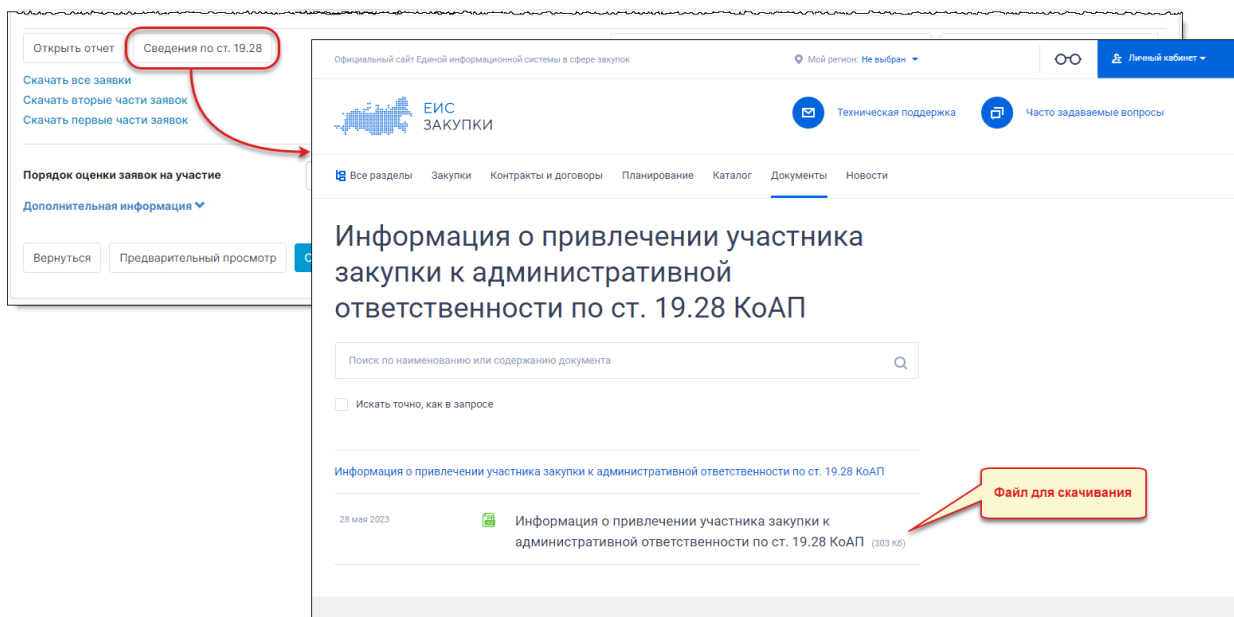 Открыть отчет
Сведения по ст. 19.28
Скачать все заявки
Скачать вторые части заявок
Скачать первые части заявок
Порядок оценки заявок на участие
Дополнительная информация
Вернуться
Предварительный просмотр
Официальный сайт Единой информационной системы в сфере закупок
Мой регион: Не выбран
Личный кабинет
ЕИС
ЗАКУПКИ
Техническая поддержка
Часто задаваемые вопросы
Все разделы
Закупки
Контракты и договоры
Планирование
Каталог
Документы
Новости
Информация о привлечении участника
закупки к административной
ответственности по ст. 19.28 КоАП
Поиск по наименованию или содержанию документа
Искать точно, как в запросе
Информация о привлечении участника закупки к административной ответственности по ст. 19.28 КоАП
Файл для скачивания
28 мая 2023
Информация о привлечении участника закупки к
административной ответственности по ст. 19.28 КоАП (303 Кб)